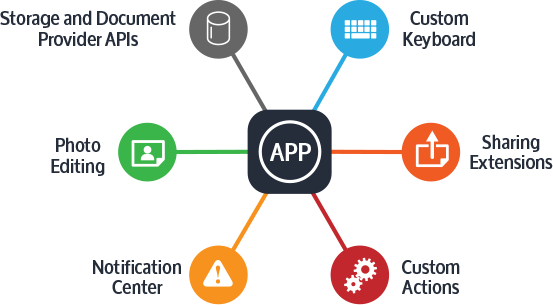 Storage and Document
Provider APIs
Custom
Keyboard
Photo
Editing
APP
Sharing
Extensions
Notification
Center
Custom
Actions